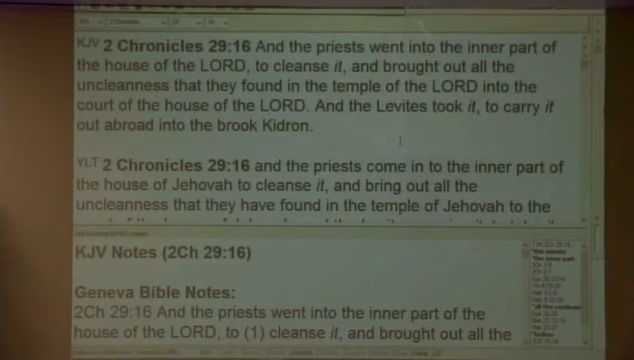 KJV 2 Chronicles 29:16 And the priests went into the inner part of
the house of the LORD, to cleanse it, and brought out all the
uncleanness that they found in the temple of the LORD into the
court of the house of the LORD. And the Levites took it, to carry it
out abroad into the brook Kidron.
YLT 2 Chronicles 29:16 and the priests come in to the inner part of
the house of Jehovah to cleanse it, and bring out all the
uncleanness that they have found in the temple of Jehovah to the
KJV Notes (2Ch 29:16)
Geneva Bible Notes:
2Ch 29:16 And the priests went into the inner part of the
house of the LORD, to (1) cleanse it, and brought out all the